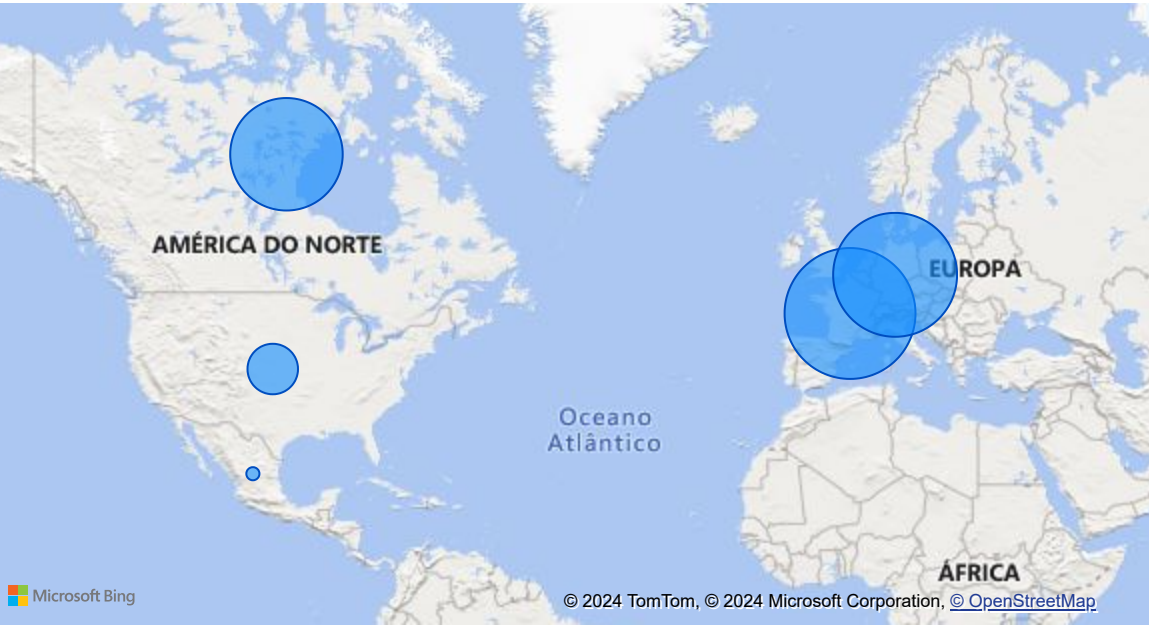 AMÉRICA DO NORTE
EUROPA
Oceano
Atlântico
ÁFRICA
Microsoft Bing
© 2024 TomTom, © 2024 Microsoft Corporation, © OpenStreetMap